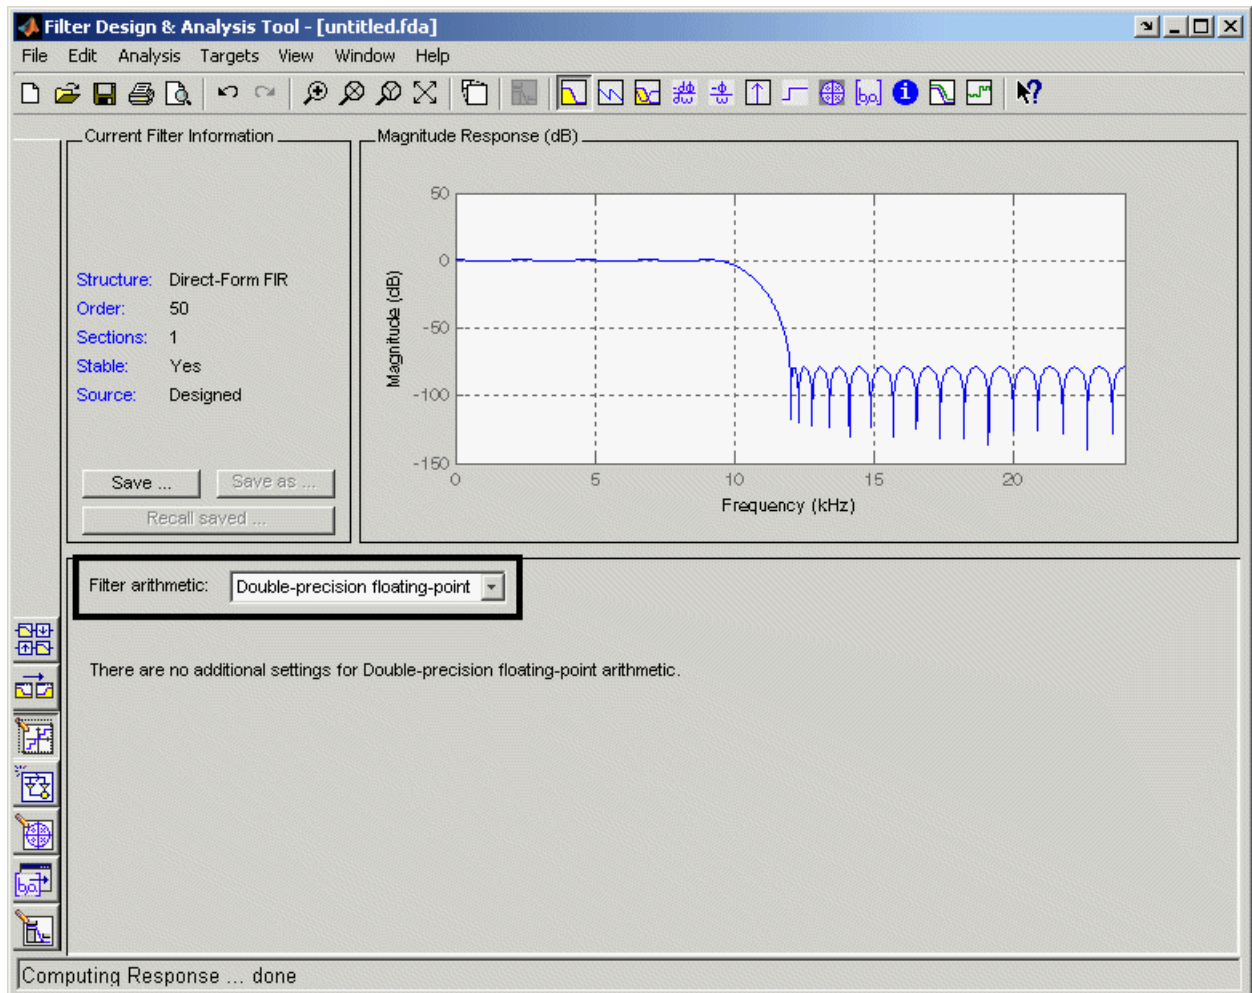 Filter Design & Analysis Tool - [untitled.fda]
File Edit Analysis Targets View Window Help
Current Filter Information
Structure: Direct-Form FIR
Order: 50
Sections: 1
Stable: Yes
Source: Designed
Save ... Save as ...
Recall saved ...
Magnitude Response (dB)
50
0
-50
-100
-150
Magnitude (dB)
0 5 10 15 20
Frequency (kHz)
Filter arithmetic: Double-precision floating-point
There are no additional settings for Double-precision floating-point arithmetic.
Computing Response ... done